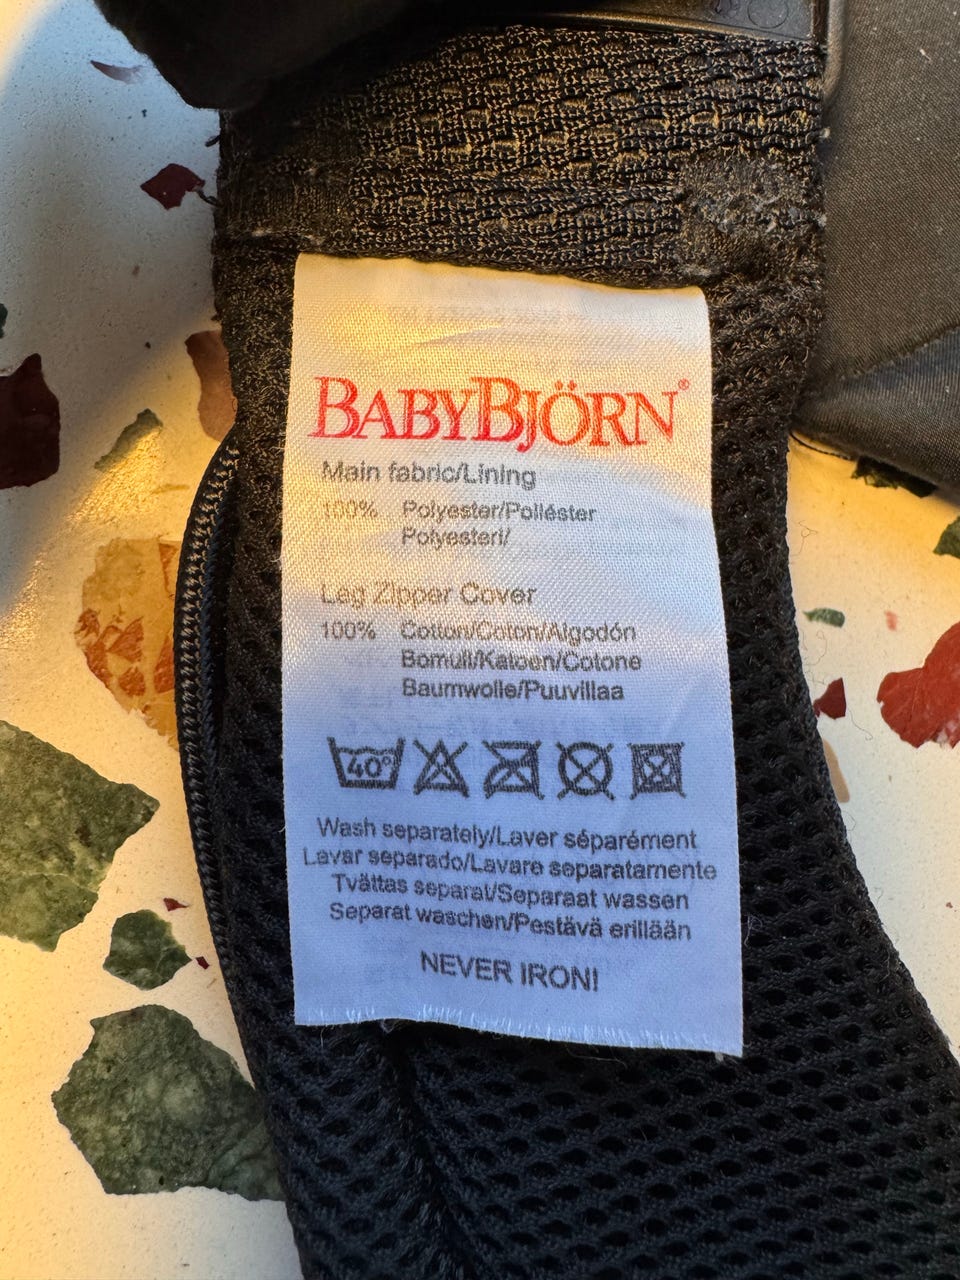 BABYBJÖRN®
Main fabric/Lining
100% Polyester/Poliéster
Polyesteri/
Leg Zipper Cover
100% Cotton/Coton/Algodón
Bomull/Katoen/Cotone
Baumwolle/Puuvillaa
40°
Wash separately/Laver séparément
Lavar separado/Lavare separatamente
Tvättas separat/Separaat wassen
Separat waschen/Pestävä erillään
NEVER IRON!